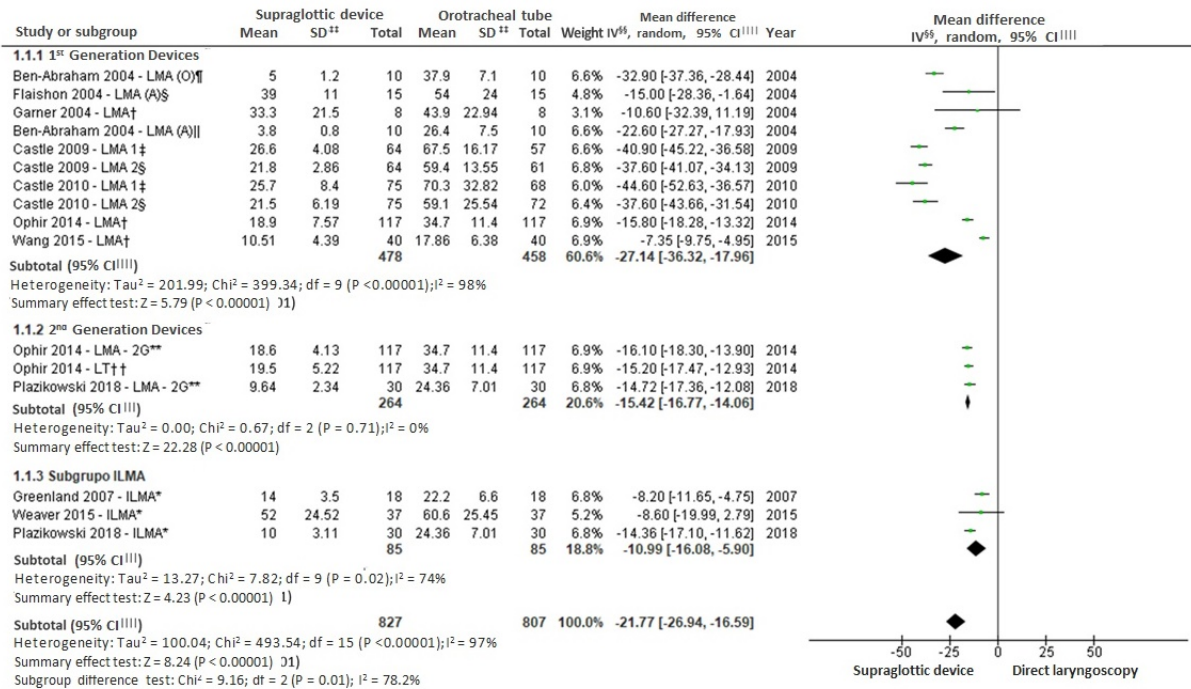 Supraglottic device Orotracheal tube Mean difference Mean difference
Study or subgroup Mean SD‡‡ Total Mean SD‡‡ Total Weight IV§§, random, 95% CI|||| Year IV§§, random, 95% CI||||
1.1.1 1st Generation Devices
Ben-Abraham 2004 - LMA (O)¶ 5 1.2 10 37.9 7.1 10 6.6% -32.90 [-37.36, -28.44] 2004
Flaishon 2004 - LMA (A)§ 39 11 15 54 24 15 4.8% -15.00 [-28.36, -1.64] 2004
Garner 2004 - LMA† 33.3 21.5 8 43.9 22.94 8 3.1% -10.60 [-32.39, 11.19] 2004
Ben-Abraham 2004 - LMA (A)|| 3.8 0.8 10 26.4 7.5 10 6.6% -22.60 [-27.27, -17.93] 2004
Castle 2009 - LMA 1‡ 26.6 4.08 64 67.5 16.17 57 6.6% -40.90 [-45.22, -36.58] 2009
Castle 2009 - LMA 2§ 21.8 2.86 64 59.4 13.55 61 6.8% -37.60 [-41.07, -34.13] 2009
Castle 2010 - LMA 1‡ 25.7 8.4 75 70.3 32.82 68 6.0% -44.60 [-52.63, -36.57] 2010
Castle 2010 - LMA 2§ 21.5 6.19 75 59.1 25.54 72 6.4% -37.60 [-43.66, -31.54] 2010
Ophir 2014 - LMA† 18.9 7.57 117 34.7 11.4 117 6.9% -15.80 [-18.28, -13.32] 2014
Wang 2015 - LMA† 10.51 4.39 40 17.86 6.38 40 6.9% -7.35 [-9.75, -4.95] 2015
Subtotal (95% CI||||) 478 458 60.6% -27.14 [-36.32, -17.96]
Heterogeneity: Tau² = 201.99; Chi² = 399.34; df = 9 (P <0.00001);I² = 98%
Summary effect test: Z = 5.79 (P < 0.00001) 01)
1.1.2 2nd Generation Devices
Ophir 2014 - LMA - 2G** 18.6 4.13 117 34.7 11.4 117 6.9% -16.10 [-18.30, -13.90] 2014
Ophir 2014 - LT†† 19.5 5.22 117 34.7 11.4 117 6.9% -15.20 [-17.47, -12.93] 2014
Plazikowski 2018 - LMA - 2G** 9.64 2.34 30 24.36 7.01 30 6.8% -14.72 [-17.36, -12.08] 2018
Subtotal (95% CI||||) 264 264 20.6% -15.42 [-16.77, -14.06]
Heterogeneity: Tau² = 0.00; Chi² = 0.67; df = 2 (P = 0.71);I² = 0%
Summary effect test: Z = 22.28 (P < 0.00001)
1.1.3 Subgrupo ILMA
Greenland 2007 - ILMA* 14 3.5 18 22.2 6.6 18 6.8% -8.20 [-11.65, -4.75] 2007
Weaver 2015 - ILMA* 52 24.52 37 60.6 25.45 37 5.2% -8.60 [-19.99, 2.79] 2015
Plazikowski 2018 - ILMA* 10 3.11 30 24.36 7.01 30 6.8% -14.36 [-17.10, -11.62] 2018
Subtotal (95% CI|||) 85 85 18.8% -10.99 [-16.08, -5.90]
Heterogeneity: Tau² = 13.27; Chi² = 7.82; df = 9 (P = 0.02);I² = 74%
Summary effect test: Z = 4.23 (P < 0.00001) 1)
Subtotal (95% CI||||) 827 807 100.0% -21.77 [-26.94, -16.59]
Heterogeneity: Tau² = 100.04; Chi² = 493.54; df = 15 (P <0.00001);I² = 97%
Summary effect test: Z = 8.24 (P < 0.00001) 01)
Subgroup difference test: Chi² = 9.16; df = 2 (P = 0.01); I² = 78.2%
-50 -25 0 25 50
Supraglottic device Direct laryngoscopy